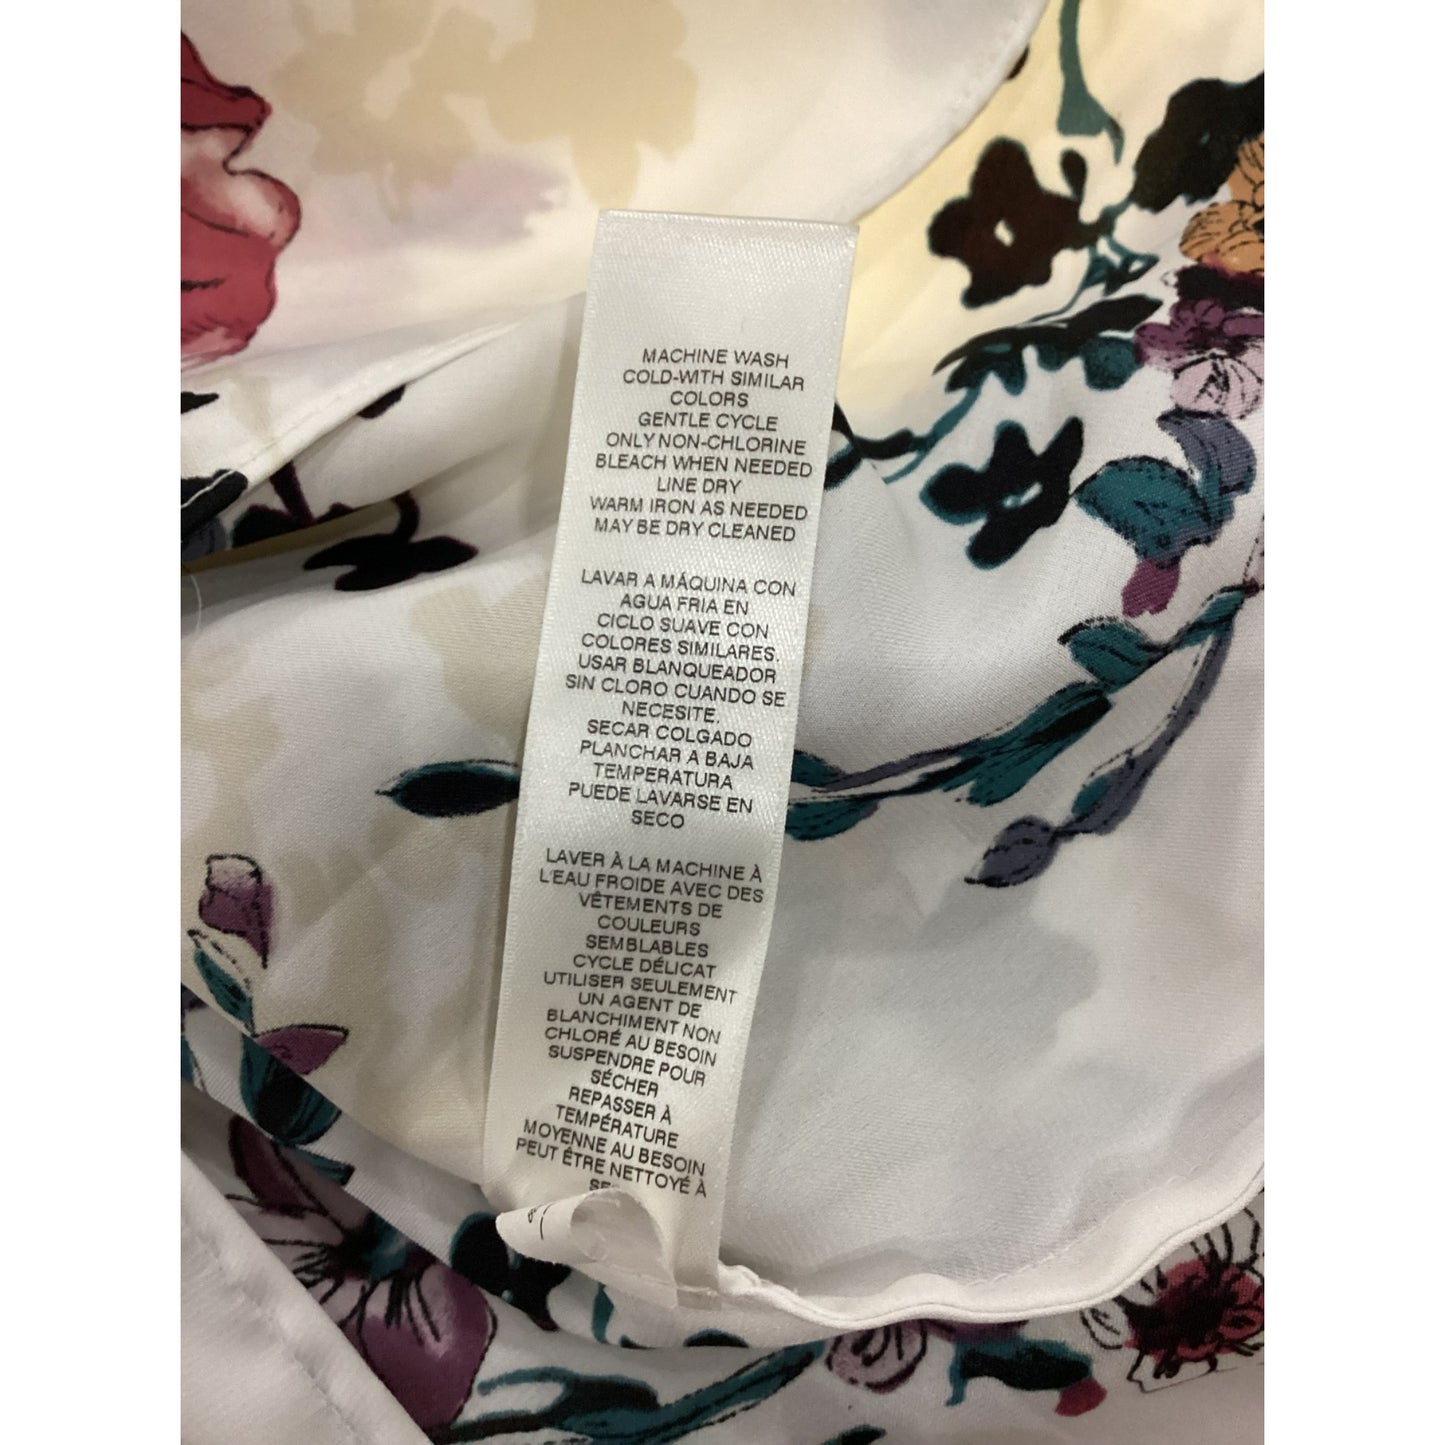 MACHINE WASH
COLD-WITH SIMILAR
COLORS
GENTLE CYCLE
ONLY NON-CHLORINE
BLEACH WHEN NEEDED
LINE DRY
WARM IRON AS NEEDED
MAY BE DRY CLEANED
LAVAR A MÁQUINA CON
AGUA FRIA EN
CICLO SUAVE CON
COLORES SIMILARES.
USAR BLANQUEADOR
SIN CLORO CUANDO SE
NECESITE.
SECAR COLGADO
PLANCHAR A BAJA
TEMPERATURA
PUEDE LAVARSE EN
SECO
LAVER À LA MACHINE À
L'EAU FROIDE AVEC DES
VÊTEMENTS DE
COULEURS
SEMBLABLES
CYCLE DÉLICAT
UTILISER SEULEMENT
UN AGENT DE
BLANCHIMENT NON
CHLORÉ AU BESOIN
SUSPENDRE POUR
SÉCHER
REPASSER À
TEMPÉRATURE
MOYENNE AU BESOIN
PEUT ÊTRE NETTOYÉ À